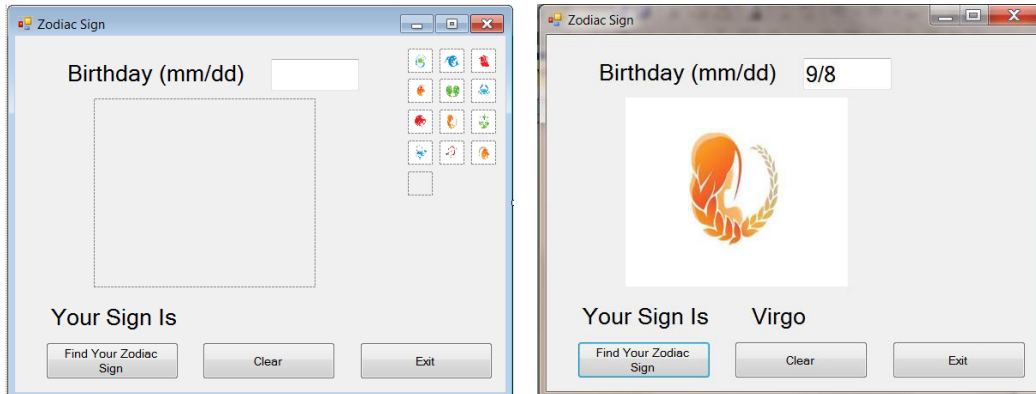 Zodiac Sign
Birthday (mm/dd)
Your Sign Is
Find Your Zodiac
Sign
Clear
Exit
Zodiac Sign
Birthday (mm/dd) 9/8
Your Sign Is Virgo
Find Your Zodiac
Sign
Clear
Exit